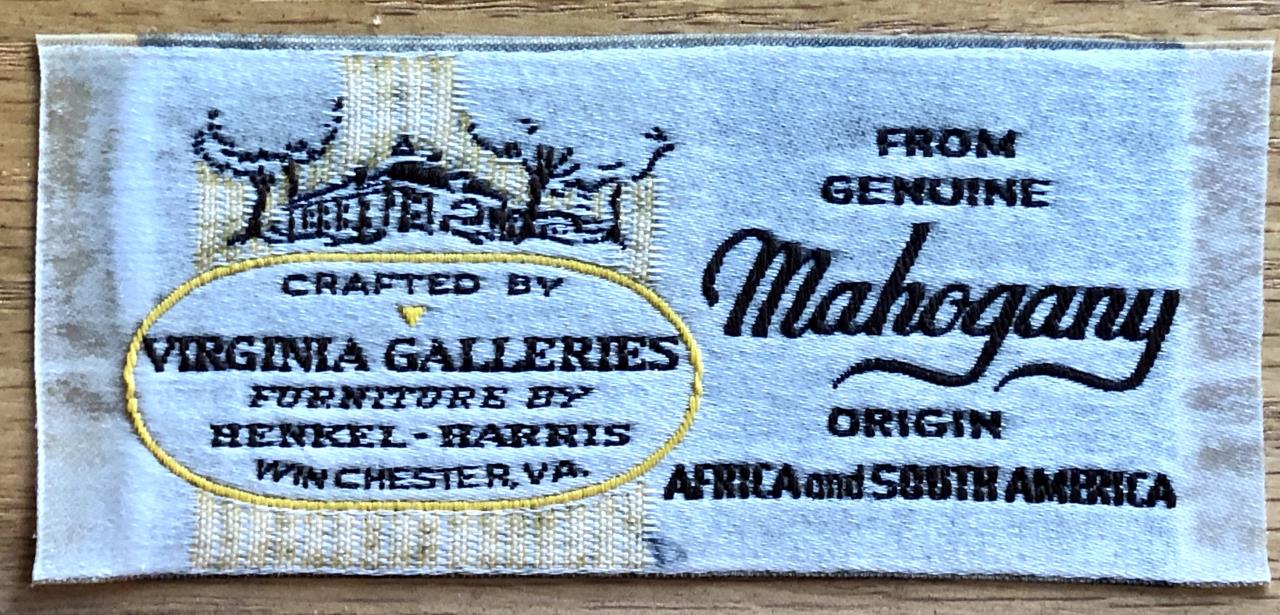 CRAFTED BY
VIRGINIA GALLERIES
FURNITURE BY
HENKEL-HARRIS
WINCHESTER, VA.
FROM
GENUINE
Mahogany
ORIGIN
AFRICA and SOUTH AMERICA